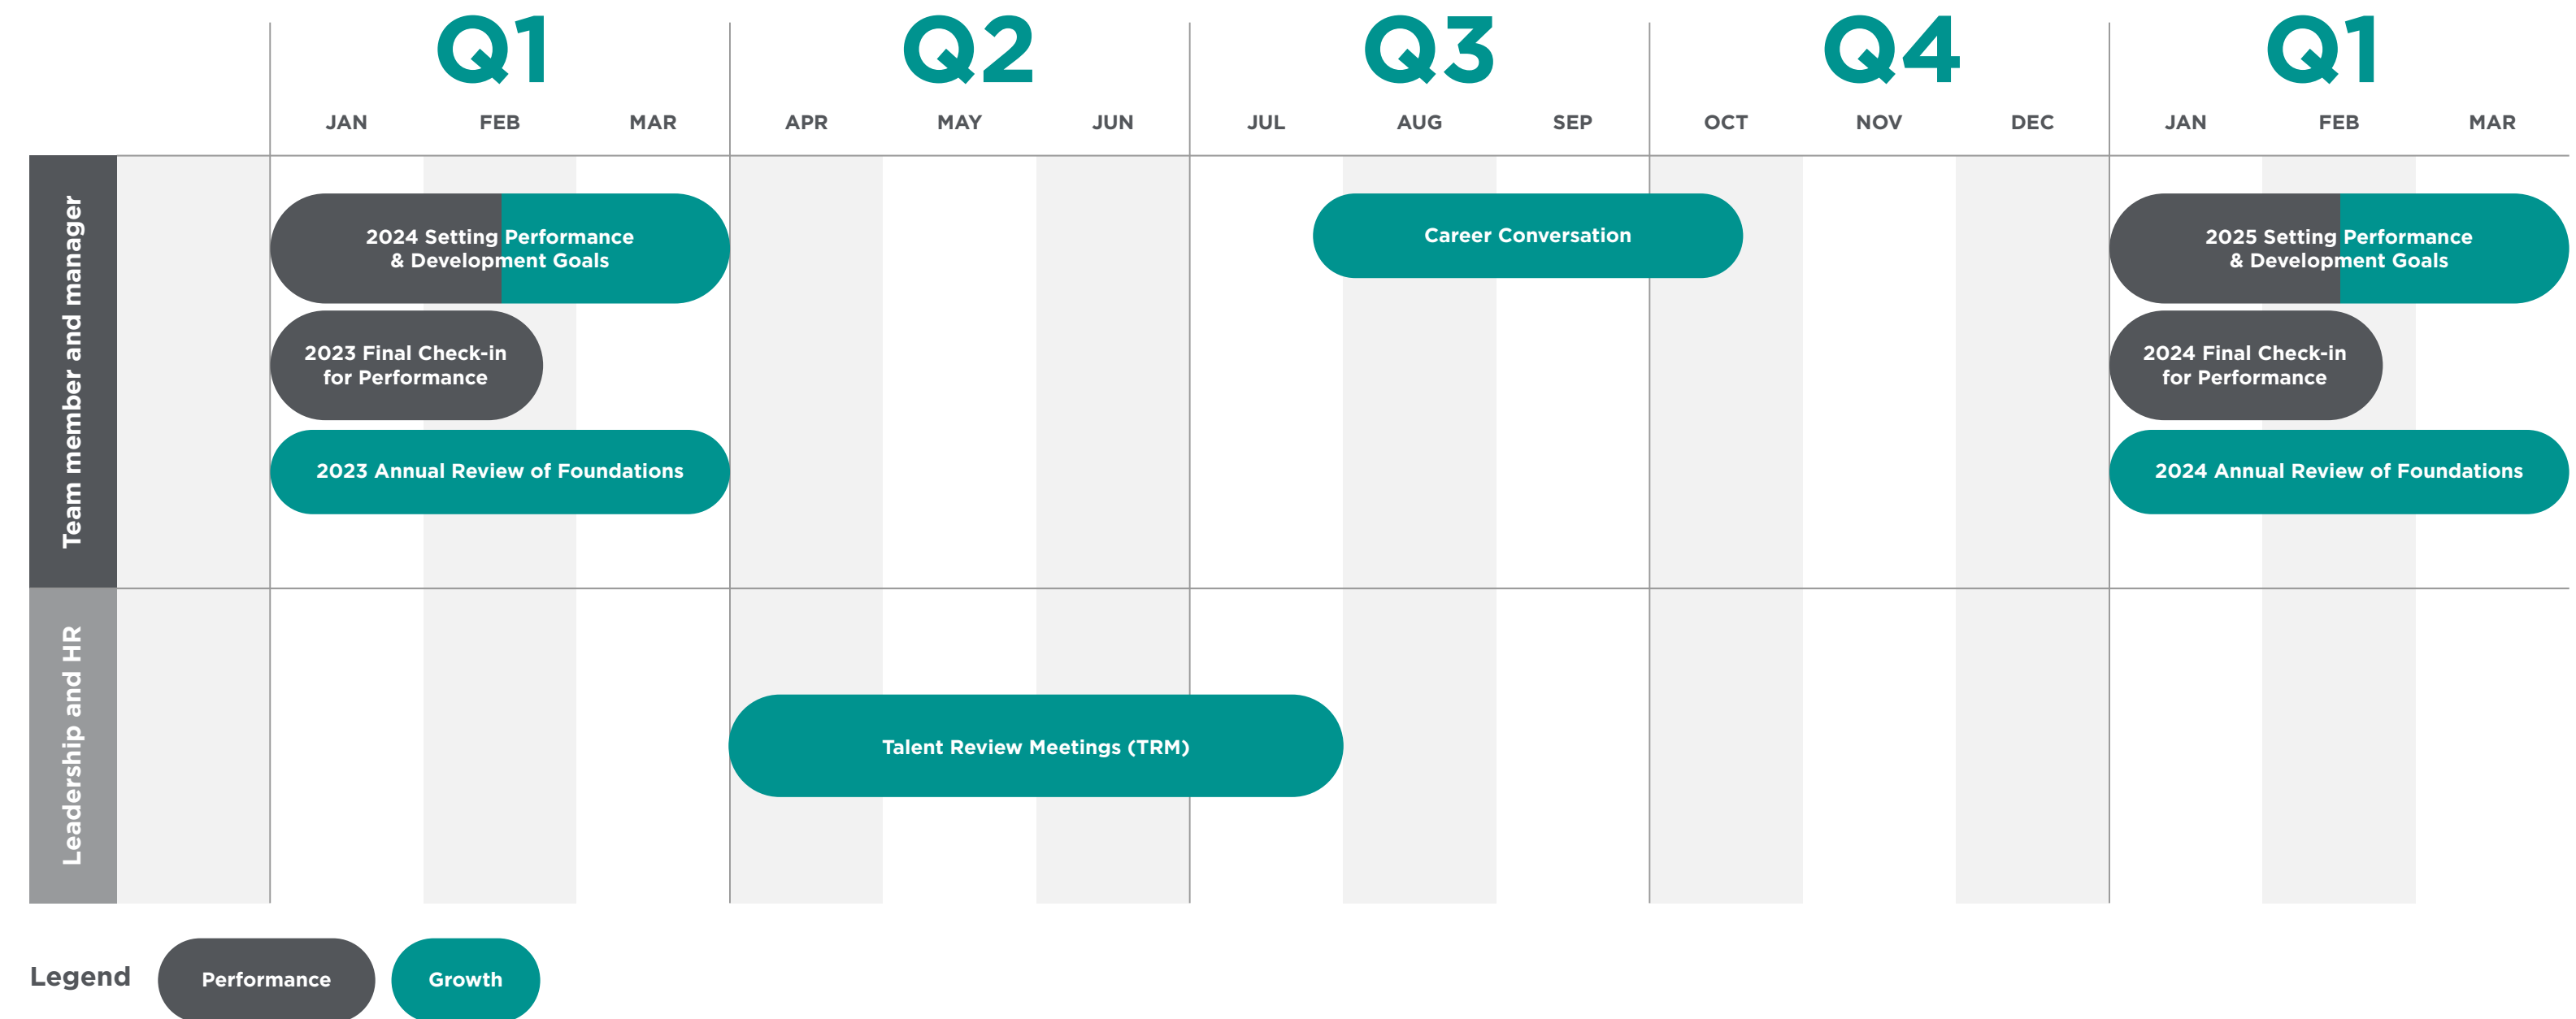 Q1 Q2 Q3 Q4 Q1
JAN FEB MAR APR MAY JUN JUL AUG SEP OCT NOV DEC JAN FEB MAR
Team member and manager
2024 Setting Performance
& Development Goals
Career Conversation
2025 Setting Performance
& Development Goals
2023 Final Check-in
for Performance
2024 Final Check-in
for Performance
2023 Annual Review of Foundations
2024 Annual Review of Foundations
Leadership and HR
Talent Review Meetings (TRM)
Legend
Performance
Growth